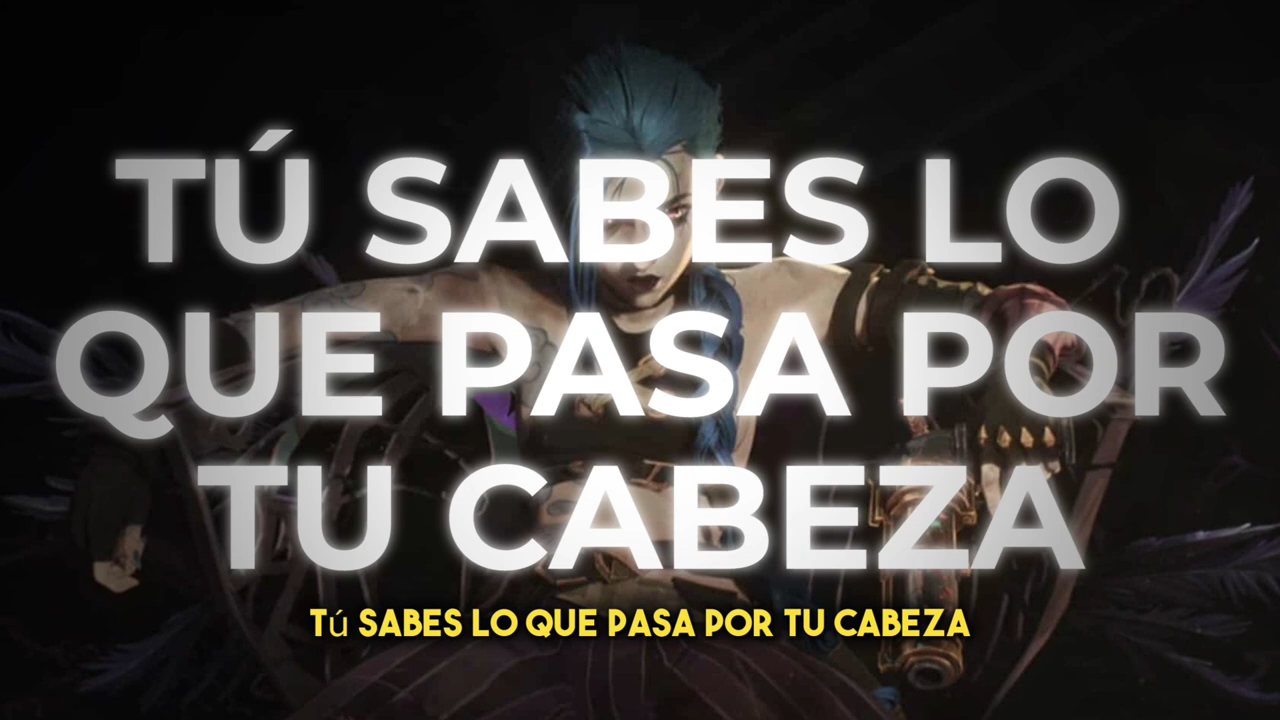 TÚ SABES LO
QUE PASA POR
TU CABEZA
Tú SABES LO QUE PASA POR TU CABEZA